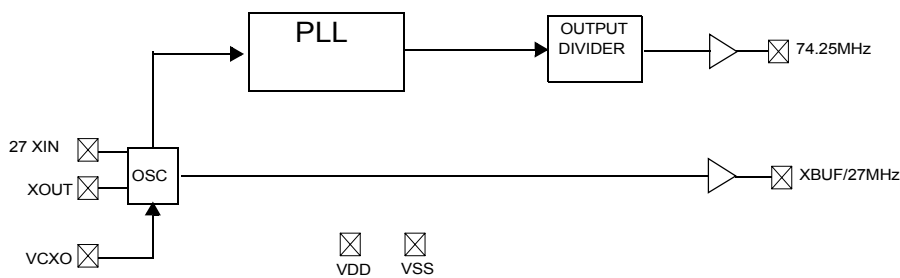 PLL
OUTPUT
DIVIDER
74.25MHz
27 XIN
OSC
XOUT
XBUF/27MHz
VCXO
VDD
VSS